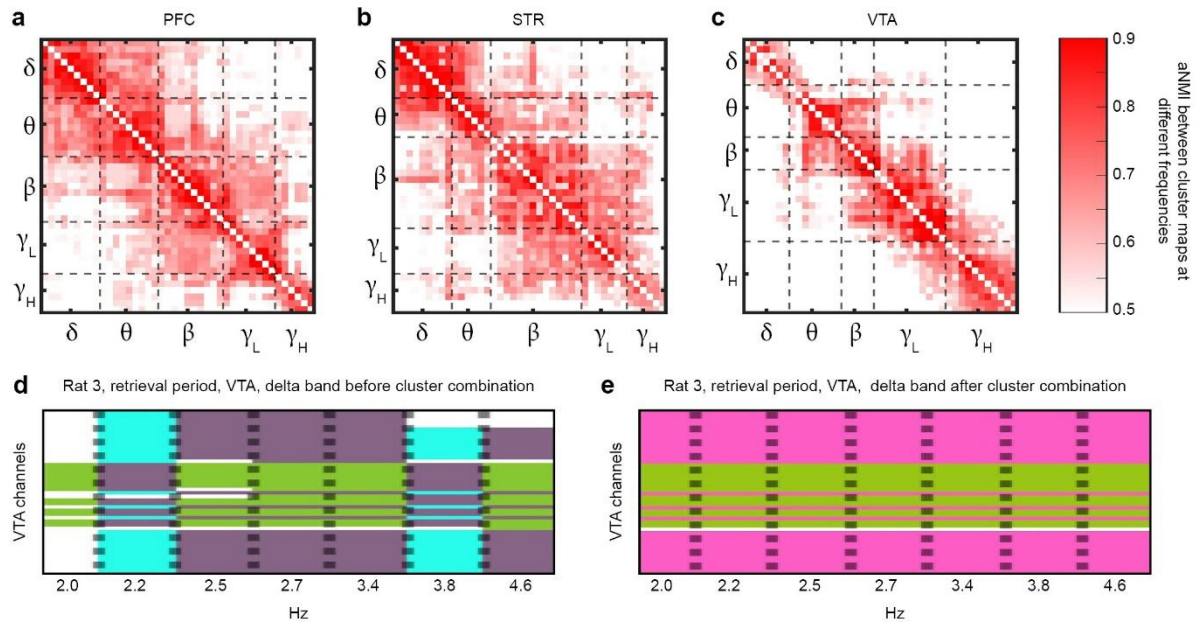 a PFC
b STR
c VTA
δ
θ
β
γL
γH
δ θ β γL γH
δ
θ
β
γL
γH
δ θ β γL γH
δ
θ
β
γL
γH
δ θ β γL γH
0.9
0.8
0.7
0.6
0.5
aNMI between cluster maps at
different frequencies
d Rat 3, retrieval period, VTA, delta band before cluster combination
VTA channels
2.0 2.2 2.5 2.7 3.4 3.8 4.6
Hz
e Rat 3, retrieval period, VTA, delta band after cluster combination
VTA channels
2.0 2.2 2.5 2.7 3.4 3.8 4.6
Hz